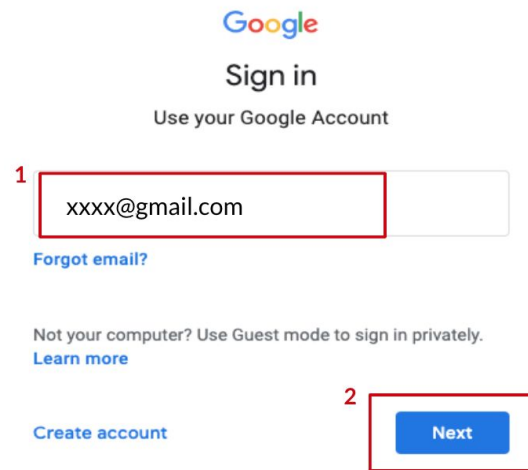 Google
Sign in
Use your Google Account
1
xxxx@gmail.com
Forgot email?
Not your computer? Use Guest mode to sign in privately.
Learn more
2
Create account
Next